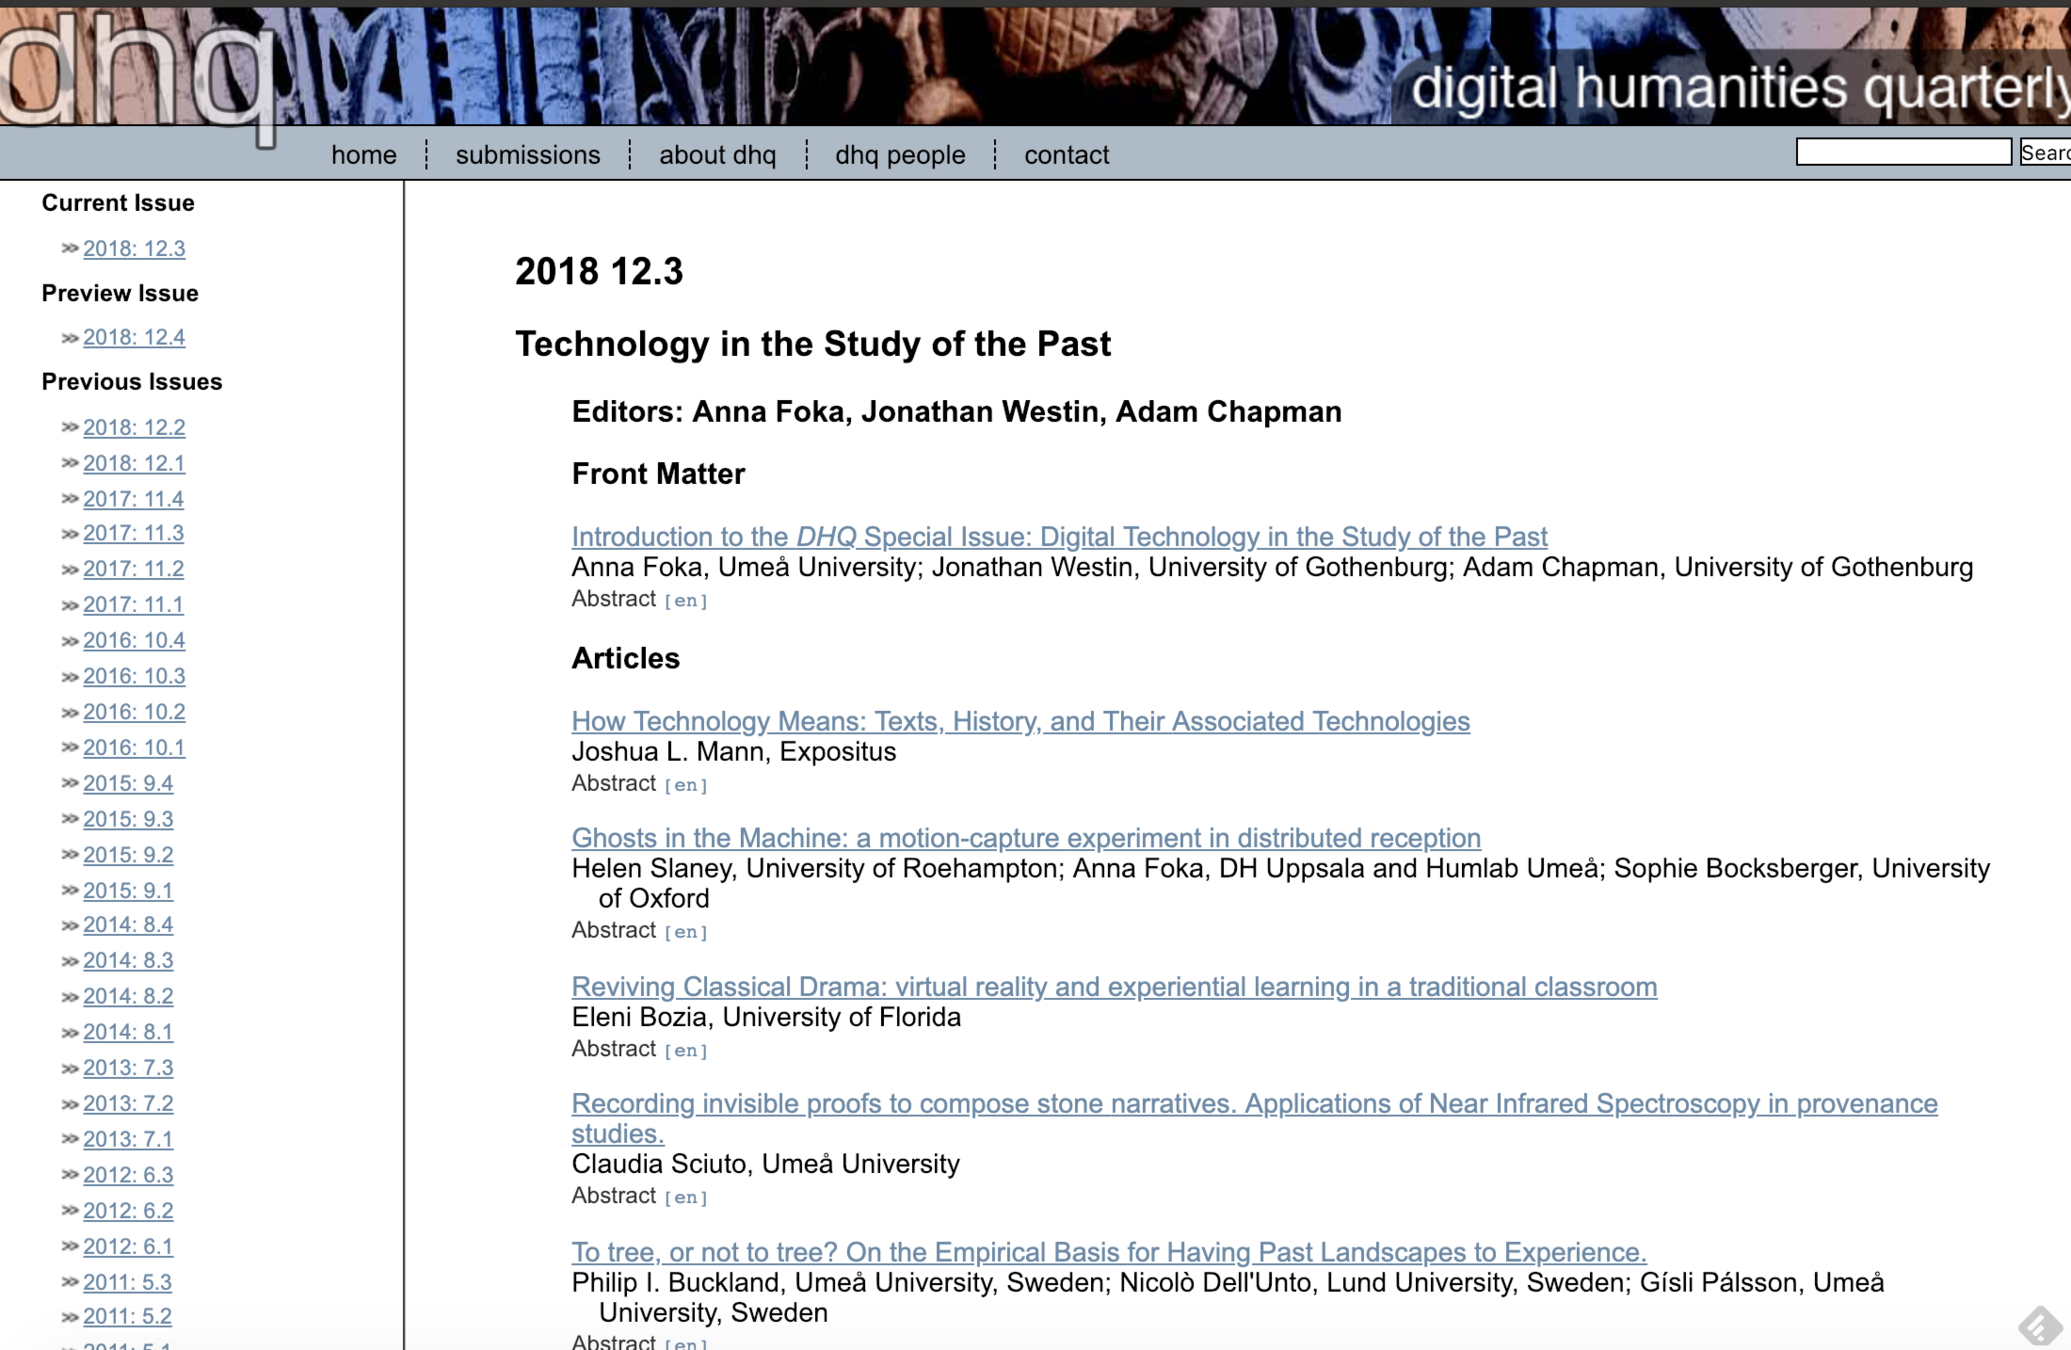 dhq
digital humanities quarterly
home
submissions
about dhq
dhq people
contact
Current Issue
2018: 12.3
Preview Issue
2018: 12.4
Previous Issues
2018: 12.2
2018: 12.1
2017: 11.4
2017: 11.3
2017: 11.2
2017: 11.1
2016: 10.4
2016: 10.3
2016: 10.2
2016: 10.1
2015: 9.4
2015: 9.3
2015: 9.2
2015: 9.1
2014: 8.4
2014: 8.3
2014: 8.2
2014: 8.1
2013: 7.3
2013: 7.2
2013: 7.1
2012: 6.3
2012: 6.2
2012: 6.1
2011: 5.3
2011: 5.2
2011: 5.1
2018 12.3
Technology in the Study of the Past
Editors: Anna Foka, Jonathan Westin, Adam Chapman
Front Matter
Introduction to the DHQ Special Issue: Digital Technology in the Study of the Past
Anna Foka, Umeå University; Jonathan Westin, University of Gothenburg; Adam Chapman, University of Gothenburg
Abstract [en]
Articles
How Technology Means: Texts, History, and Their Associated Technologies
Joshua L. Mann, Expositus
Abstract [en]
Ghosts in the Machine: a motion-capture experiment in distributed reception
Helen Slaney, University of Roehampton; Anna Foka, DH Uppsala and Humlab Umeå; Sophie Bocksberger, University
of Oxford
Abstract [en]
Reviving Classical Drama: virtual reality and experiential learning in a traditional classroom
Eleni Bozia, University of Florida
Abstract [en]
Recording invisible proofs to compose stone narratives. Applications of Near Infrared Spectroscopy in provenance
studies.
Claudia Sciuto, Umeå University
Abstract [en]
To tree, or not to tree? On the Empirical Basis for Having Past Landscapes to Experience.
Philip I. Buckland, Umeå University, Sweden; Nicolò Dell'Unto, Lund University, Sweden; Gísli Pálsson, Umeå
University, Sweden
Abstract [en]